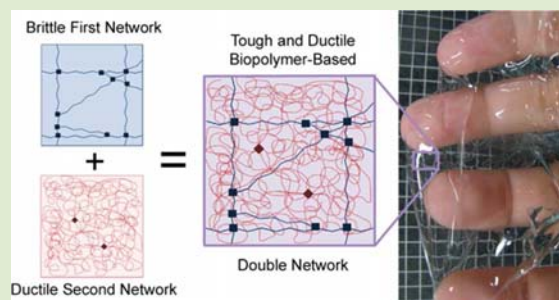 Brittle First Network
+
Ductile Second Network
=
Tough and Ductile
Biopolymer-Based
Double Network